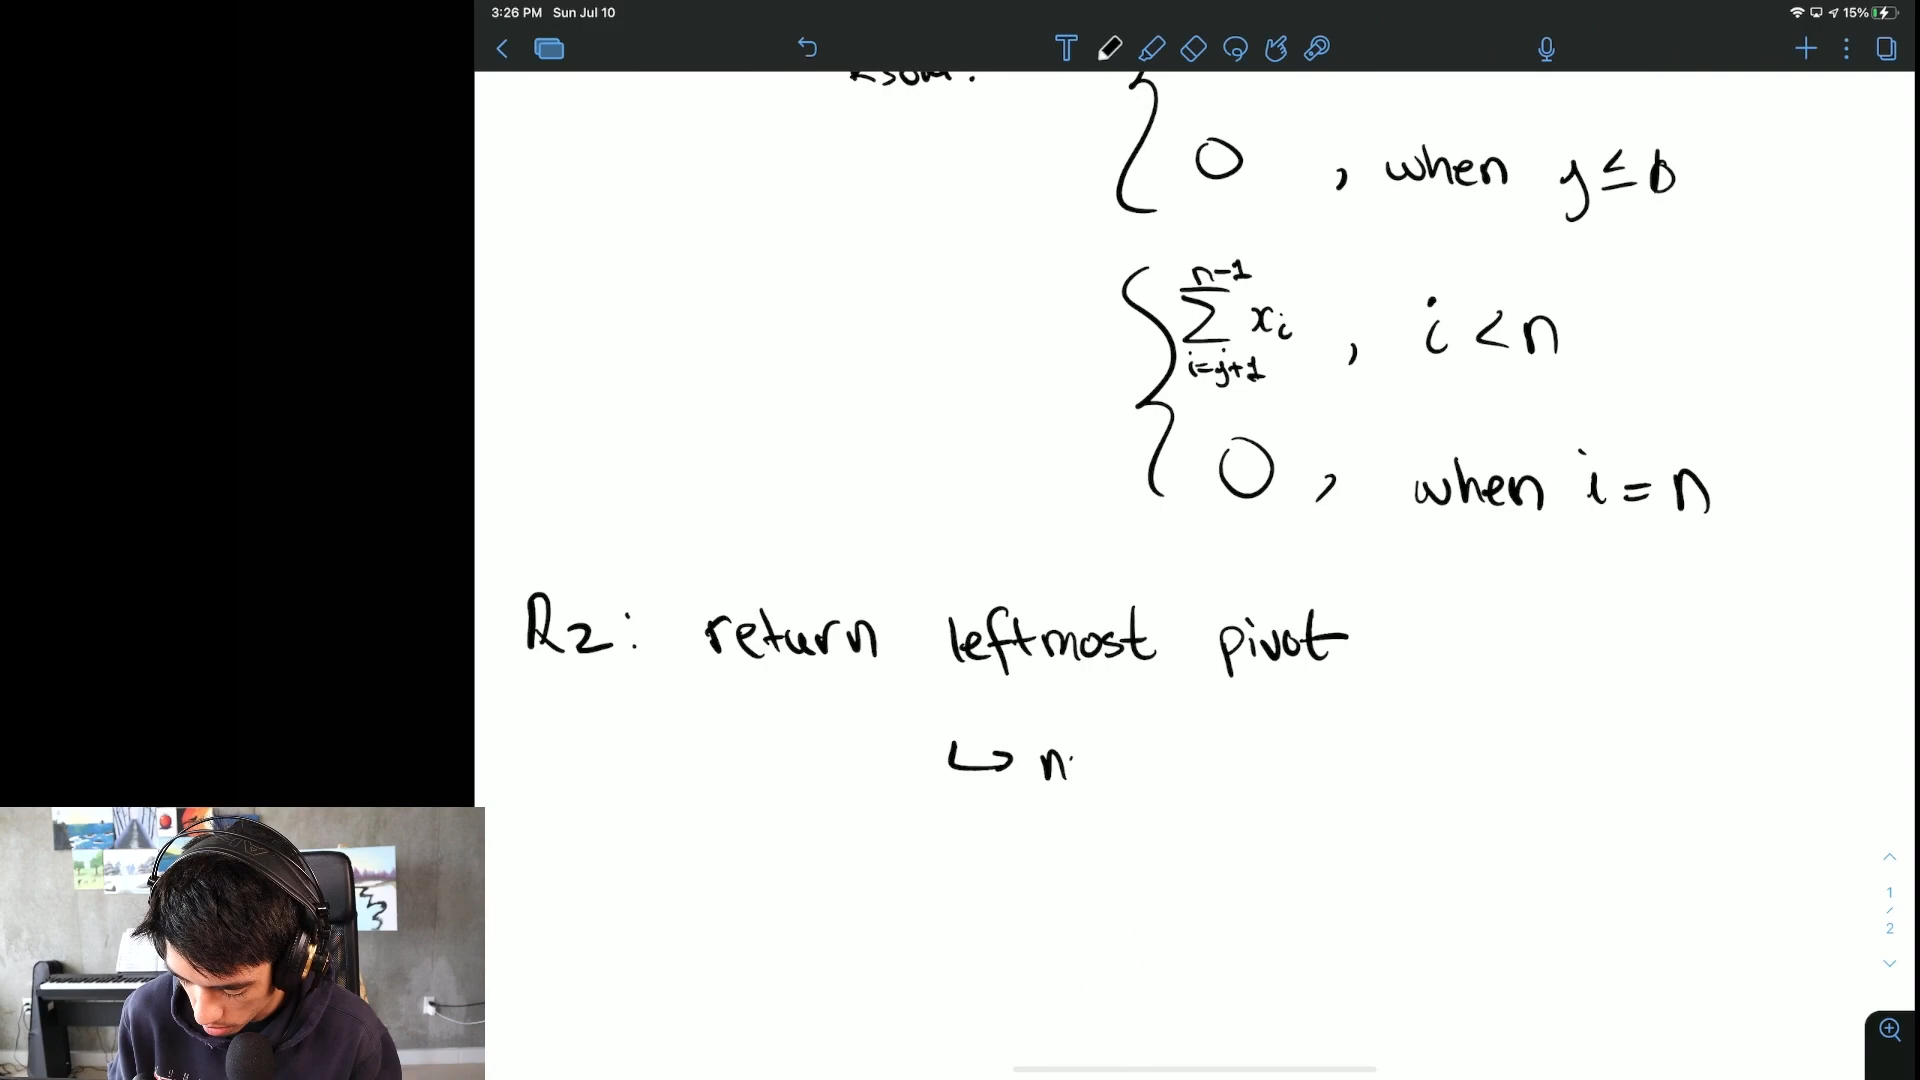 3:26 PM Sun Jul 10
15%
T
0 , when j ≤ 0
n-1
∑ xᵢ , i < n
i=j+1
0 , when i = n
R2: return leftmost pivot
↳ n
1
/
2